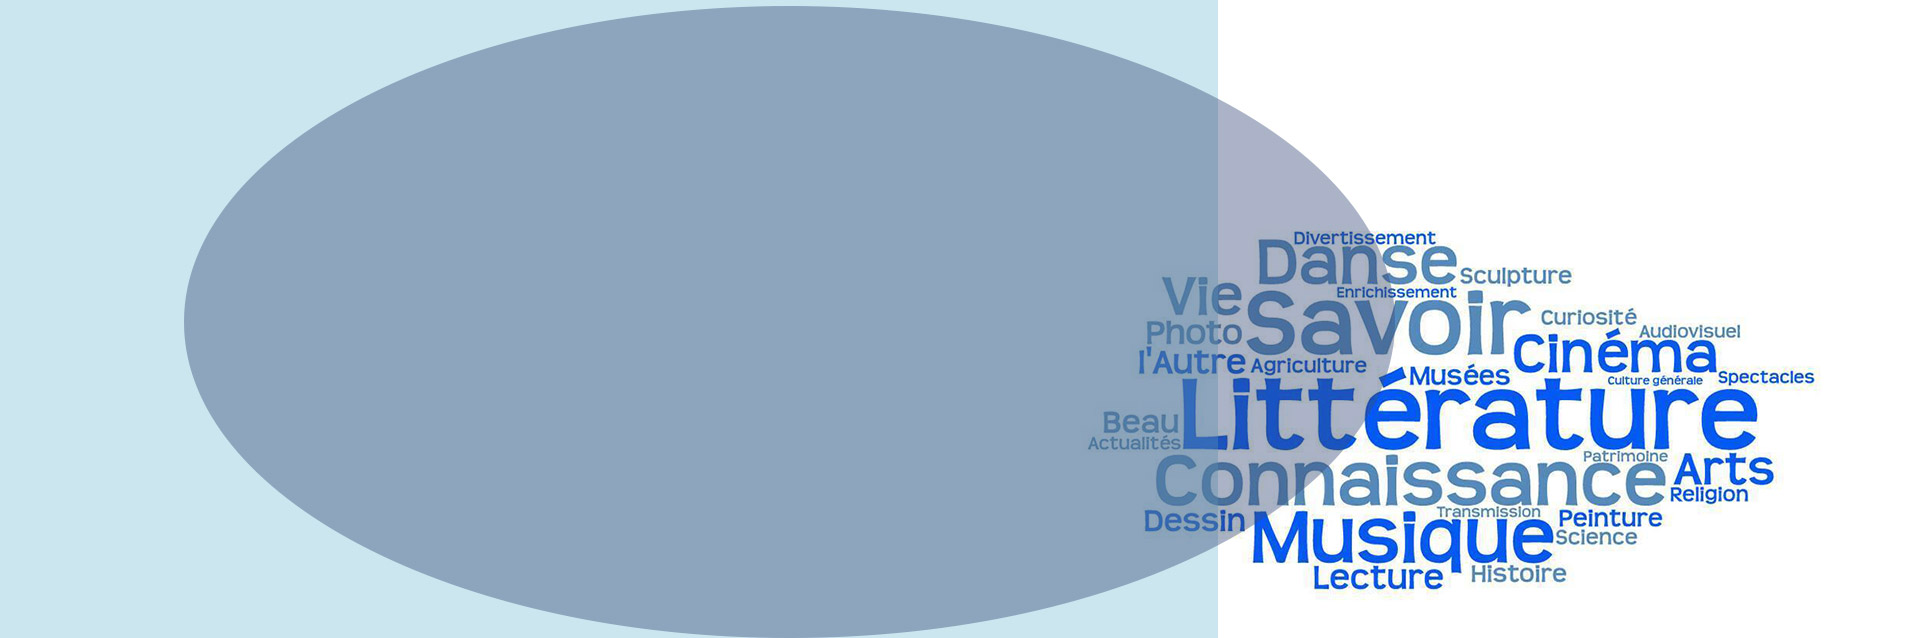 Divertissement
Danse
Sculpture
Vie
Enrichissement
Savoir
Curiosité
Photo
Audiovisuel
Cinéma
l'Autre
Agriculture
Musées
Culture générale
Spectacles
Littérature
Beau
Actualités
Patrimoine
Connaissance
Arts
Religion
Transmission
Dessin
Musique
Peinture
Science
Lecture
Histoire